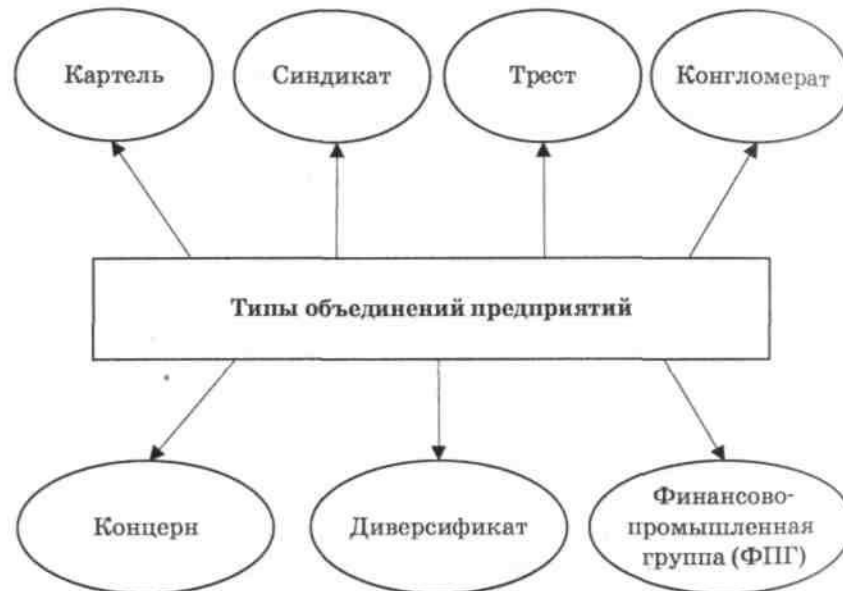 Картель
Синдикат
Трест
Конгломерат
Типы объединений предприятий
Концерн
Диверсификат
Финансово-
промышленная
группа (ФПГ)